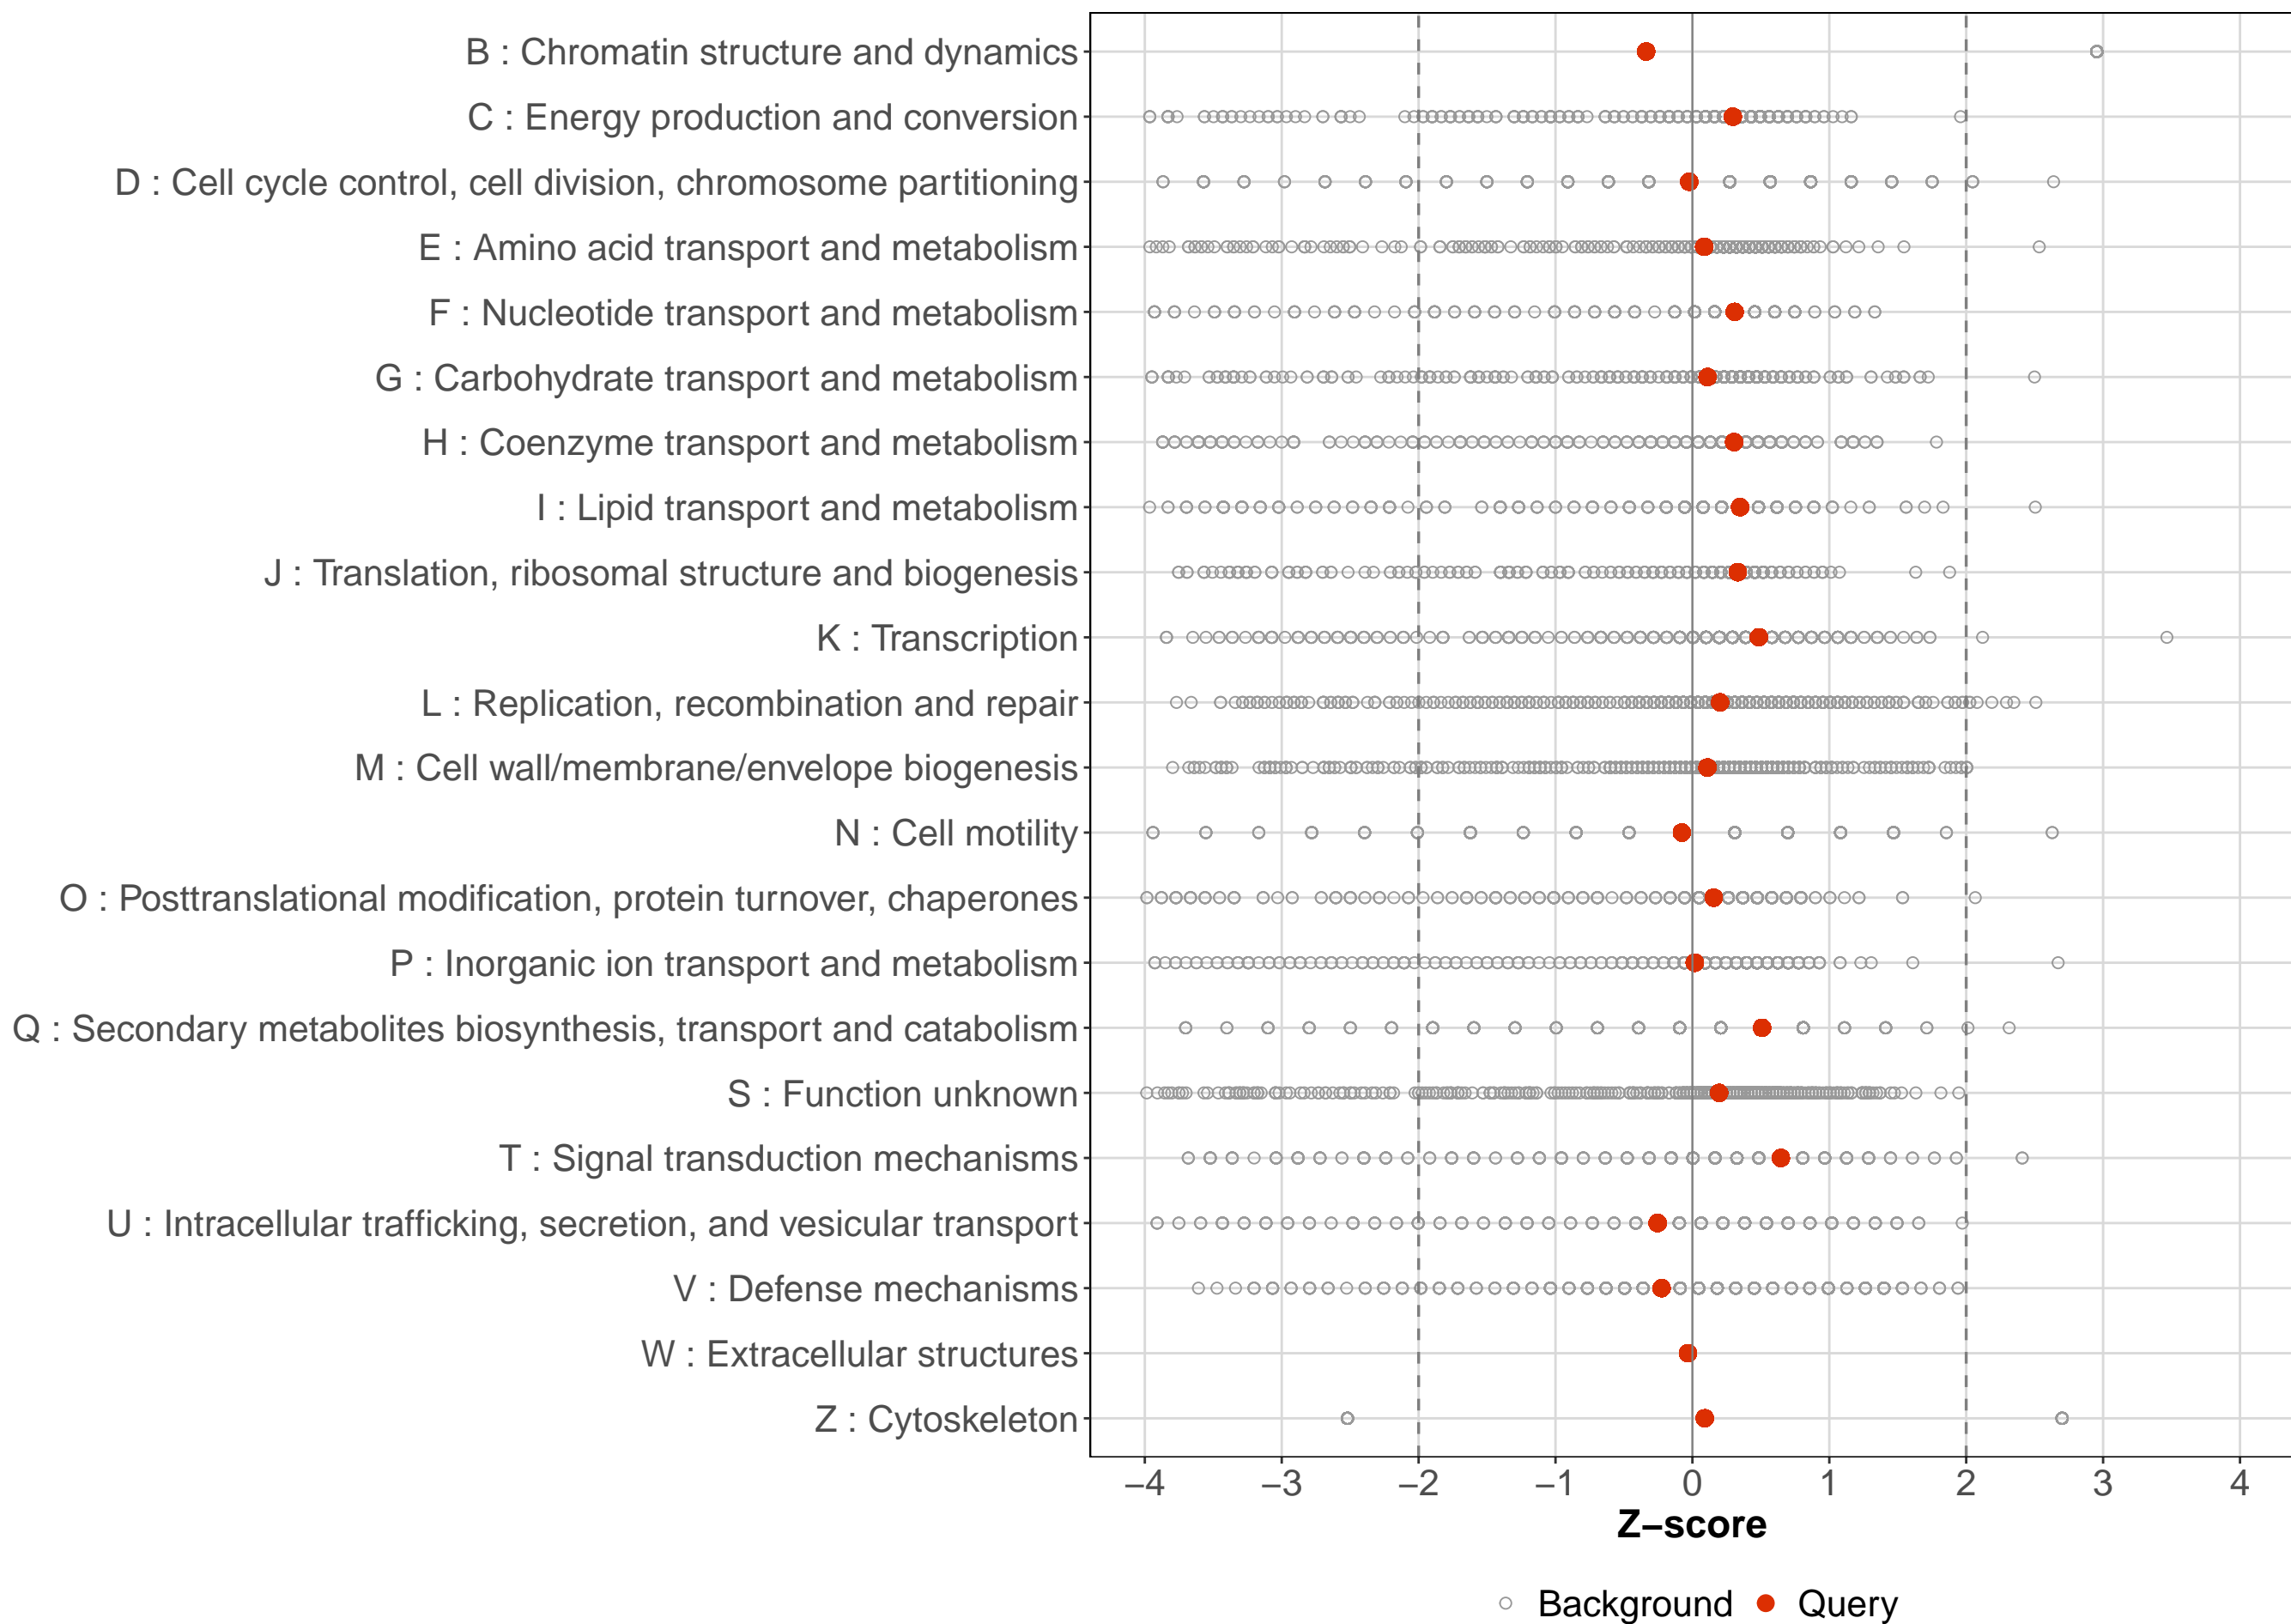 B : Chromatin structure and dynamics
C : Energy production and conversion
D : Cell cycle control, cell division, chromosome partitioning
E : Amino acid transport and metabolism
F : Nucleotide transport and metabolism
G : Carbohydrate transport and metabolism
H : Coenzyme transport and metabolism
I : Lipid transport and metabolism
J : Translation, ribosomal structure and biogenesis
K : Transcription
L : Replication, recombination and repair
M : Cell wall/membrane/envelope biogenesis
N : Cell motility
O : Posttranslational modification, protein turnover, chaperones
P : Inorganic ion transport and metabolism
Q : Secondary metabolites biosynthesis, transport and catabolism
S : Function unknown
T : Signal transduction mechanisms
U : Intracellular trafficking, secretion, and vesicular transport
V : Defense mechanisms
W : Extracellular structures
Z : Cytoskeleton
−4 −3 −2 −1 0 1 2 3 4
Z−score
Background Query